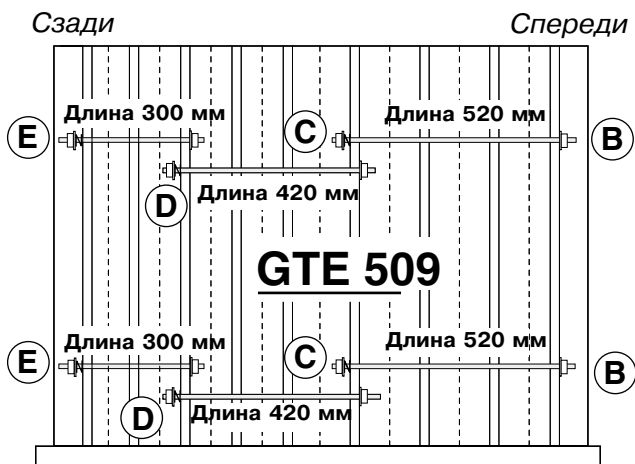 Сзади Спереди
Длина 300 мм Длина 520 мм
E C B
Длина 420 мм
D
GTE 509
Длина 300 мм Длина 520 мм
E C B
Длина 420 мм
D